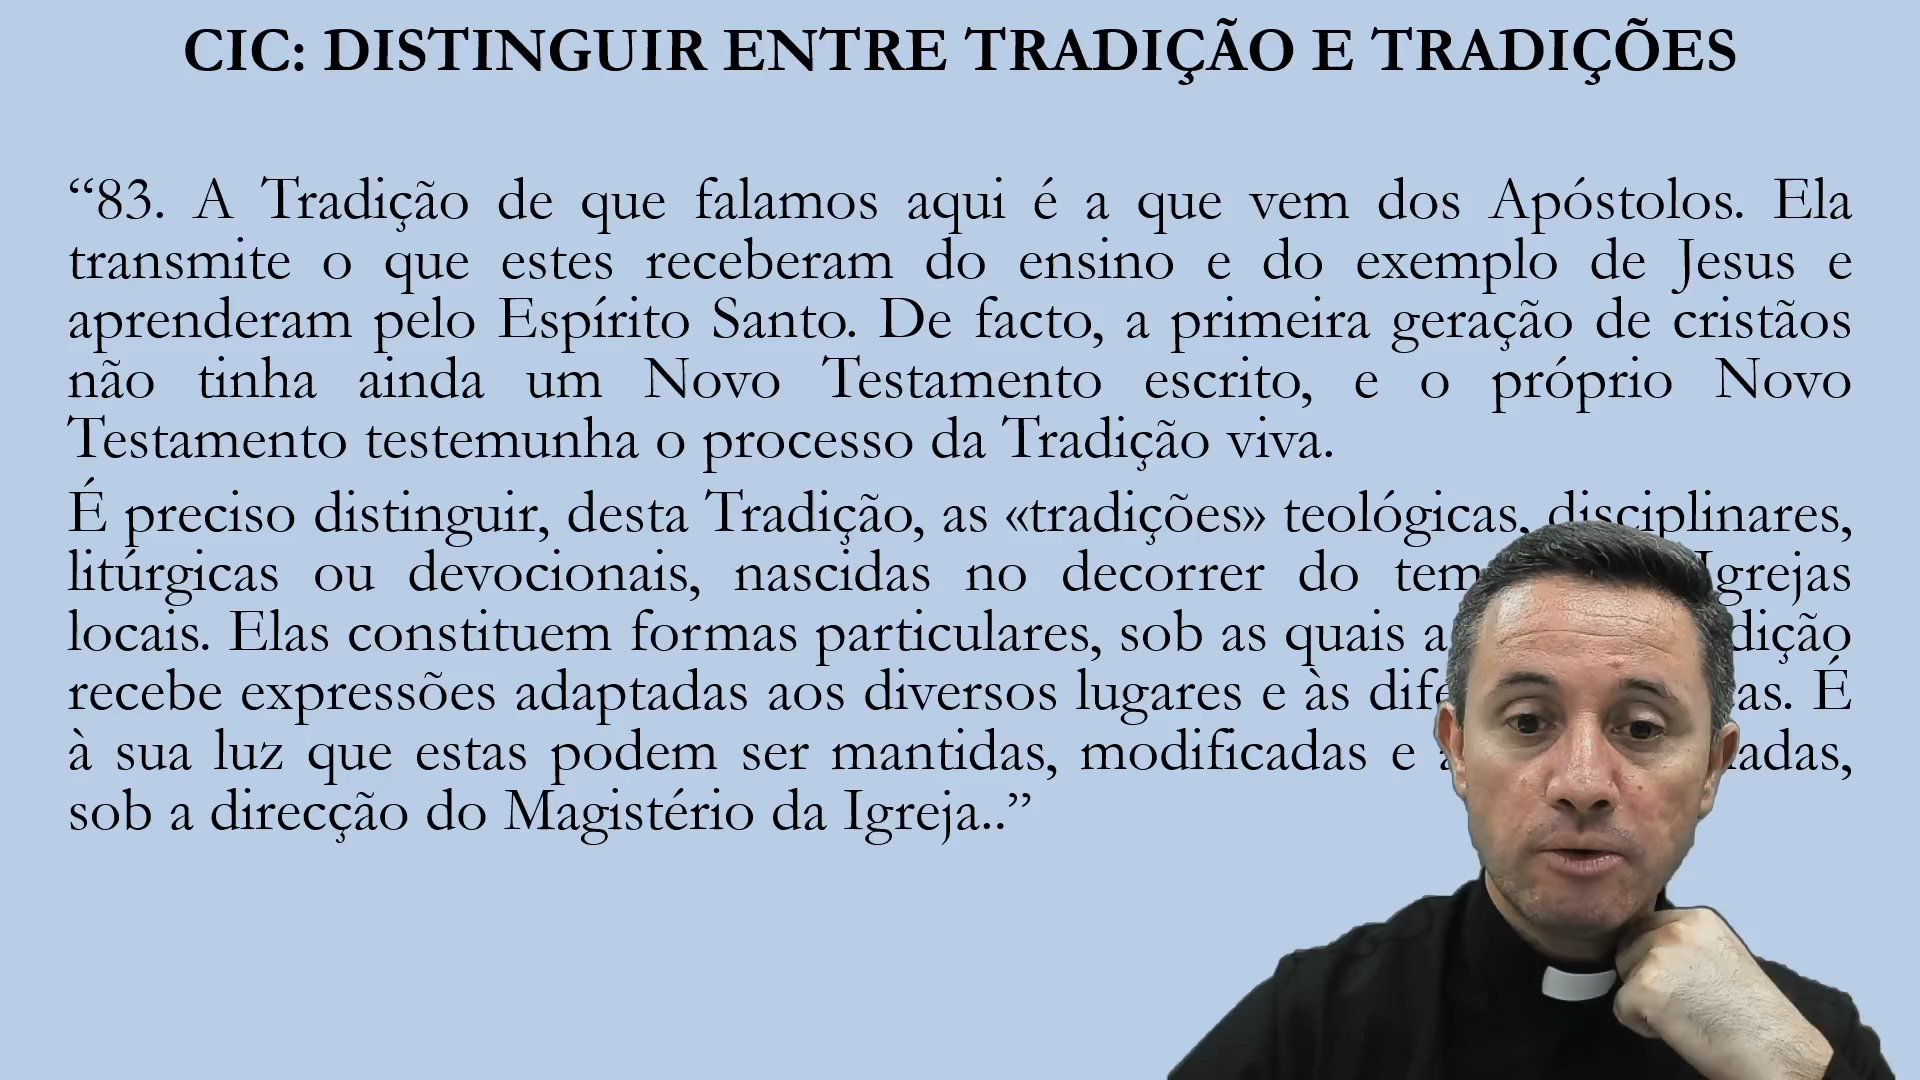 CIC: DISTINGUIR ENTRE TRADIÇÃO E TRADIÇÕES
“83. A Tradição de que falamos aqui é a que vem dos Apóstolos. Ela
transmite o que estes receberam do ensino e do exemplo de Jesus e
aprenderam pelo Espírito Santo. De facto, a primeira geração de cristãos
não tinha ainda um Novo Testamento escrito, e o próprio Novo
Testamento testemunha o processo da Tradição viva.
É preciso distinguir, desta Tradição, as «tradições» teológicas, disciplinares,
litúrgicas ou devocionais, nascidas no decorrer do Igrejas
locais. Elas constituem formas particulares, sob as quais a
recebe expressões adaptadas aos diversos lugares e às É
à sua luz que estas podem ser mantidas, modificadas e
sob a direcção do Magistério da Igreja..”